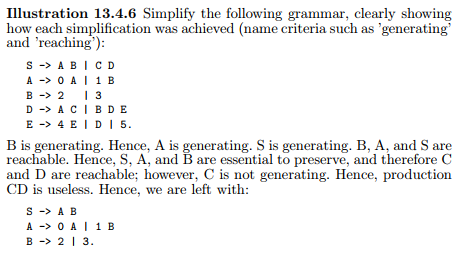 Illustration 13.4.6 Simplify the following grammar, clearly showing
how each simplification was achieved (name criteria such as 'generating'
and 'reaching'):
S -> A B | C D
A -> 0 A | 1 B
B -> 2 | 3
D -> A C | B D E
E -> 4 E | D | 5.
B is generating. Hence, A is generating. S is generating. B, A, and S are
reachable. Hence, S, A, and B are essential to preserve, and therefore C
and D are reachable; however, C is not generating. Hence, production
CD is useless. Hence, we are left with:
S -> A B
A -> 0 A | 1 B
B -> 2 | 3.